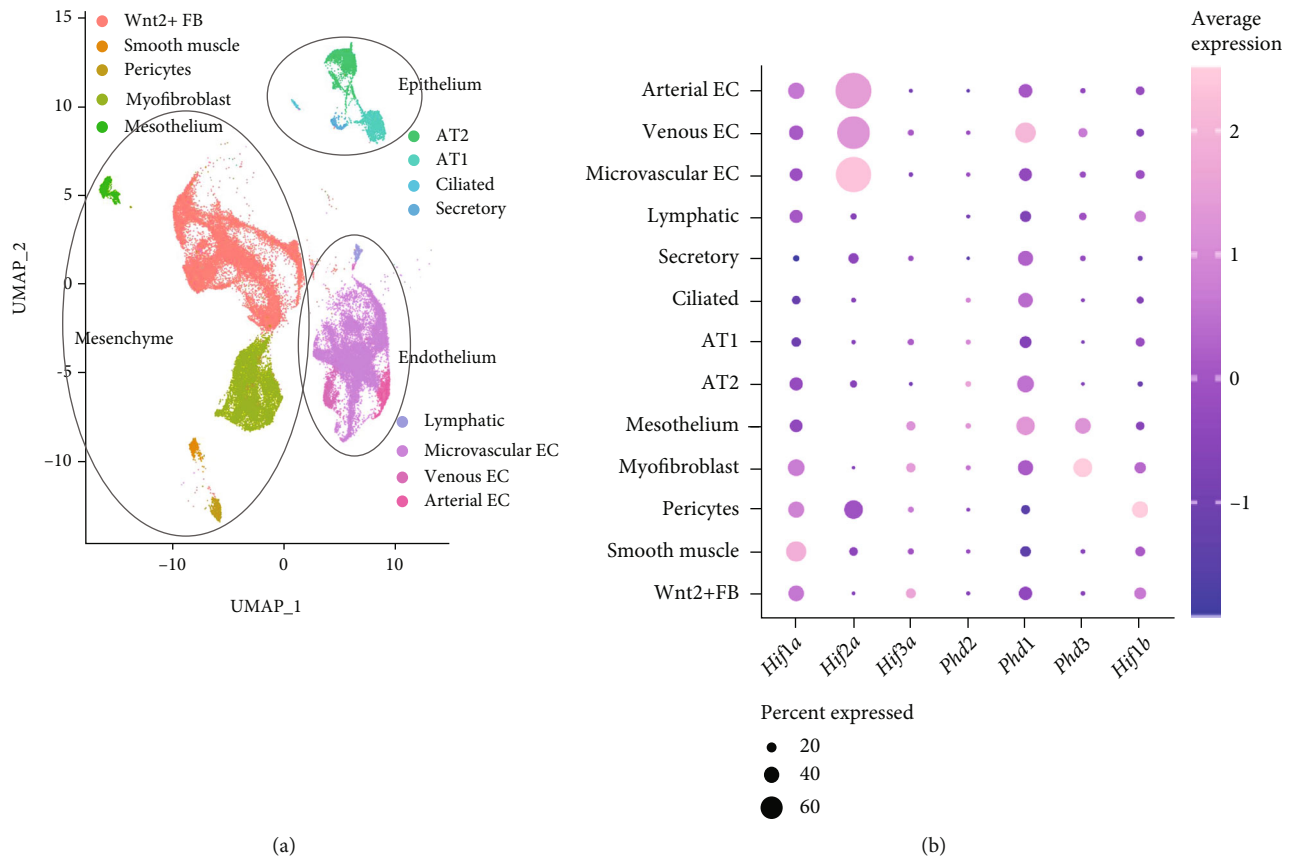 15
10
5
0
−5
−10
UMAP_2
Wnt2+ FB
Smooth muscle
Pericytes
Myofibroblast
Mesothelium
Epithelium
AT2
AT1
Ciliated
Secretory
Mesenchyme
Endothelium
Lymphatic
Microvascular EC
Venous EC
Arterial EC
−10 0 10
UMAP_1
(a)
Arterial EC
Venous EC
Microvascular EC
Lymphatic
Secretory
Ciliated
AT1
AT2
Mesothelium
Myofibroblast
Pericytes
Smooth muscle
Wnt2+FB
Hif1a Hif2a Hif3a Phd2 Phd1 Phd3 Hif1b
Percent expressed
20
40
60
Average
expression
2
1
0
−1
(b)